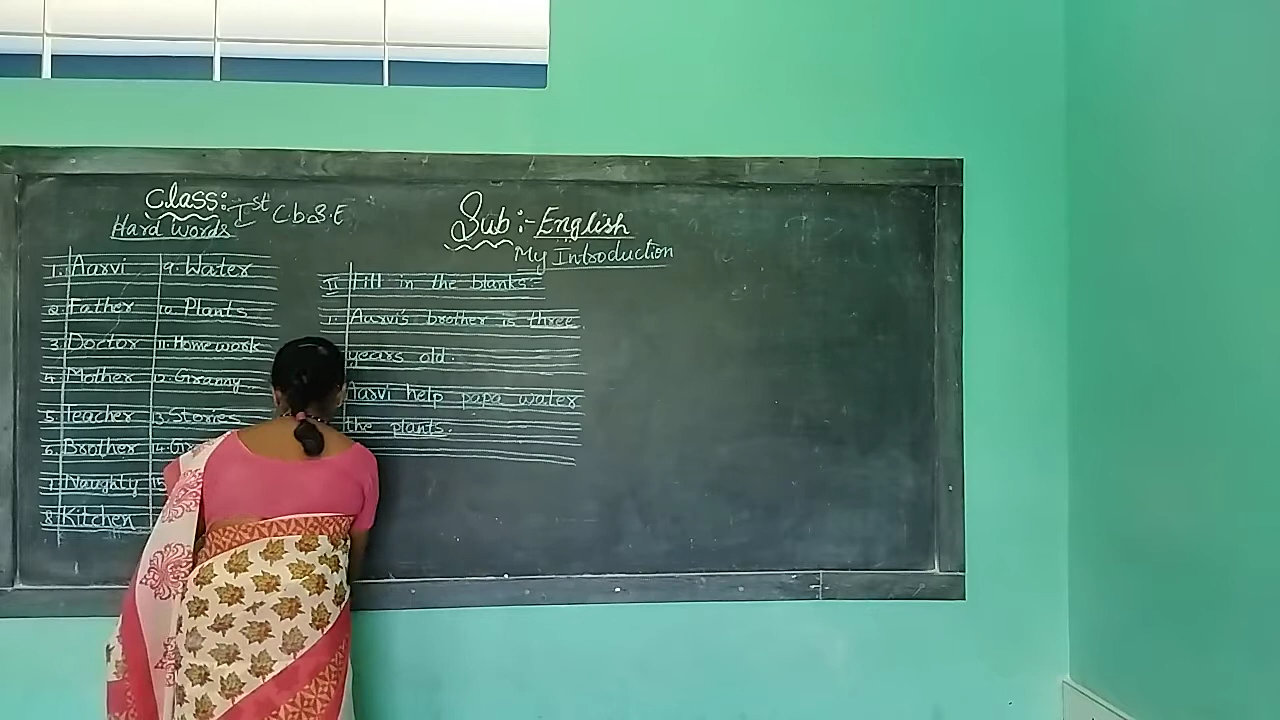 Class: Ist C.b.S.E
Hard Words
1. Aarvi
2. Father
3. Doctor
4. Mother
5. Teacher
6. Brother
7. Naughty
8. Kitchen
9. Water
10. Plants
11. Homework
12. Granny
13. Stories
14.
15
Sub:- English
My Introduction
II Fill in the blanks:-
1. Aarvi's brother is three
years old.
Aarvi help papa water
the plants.